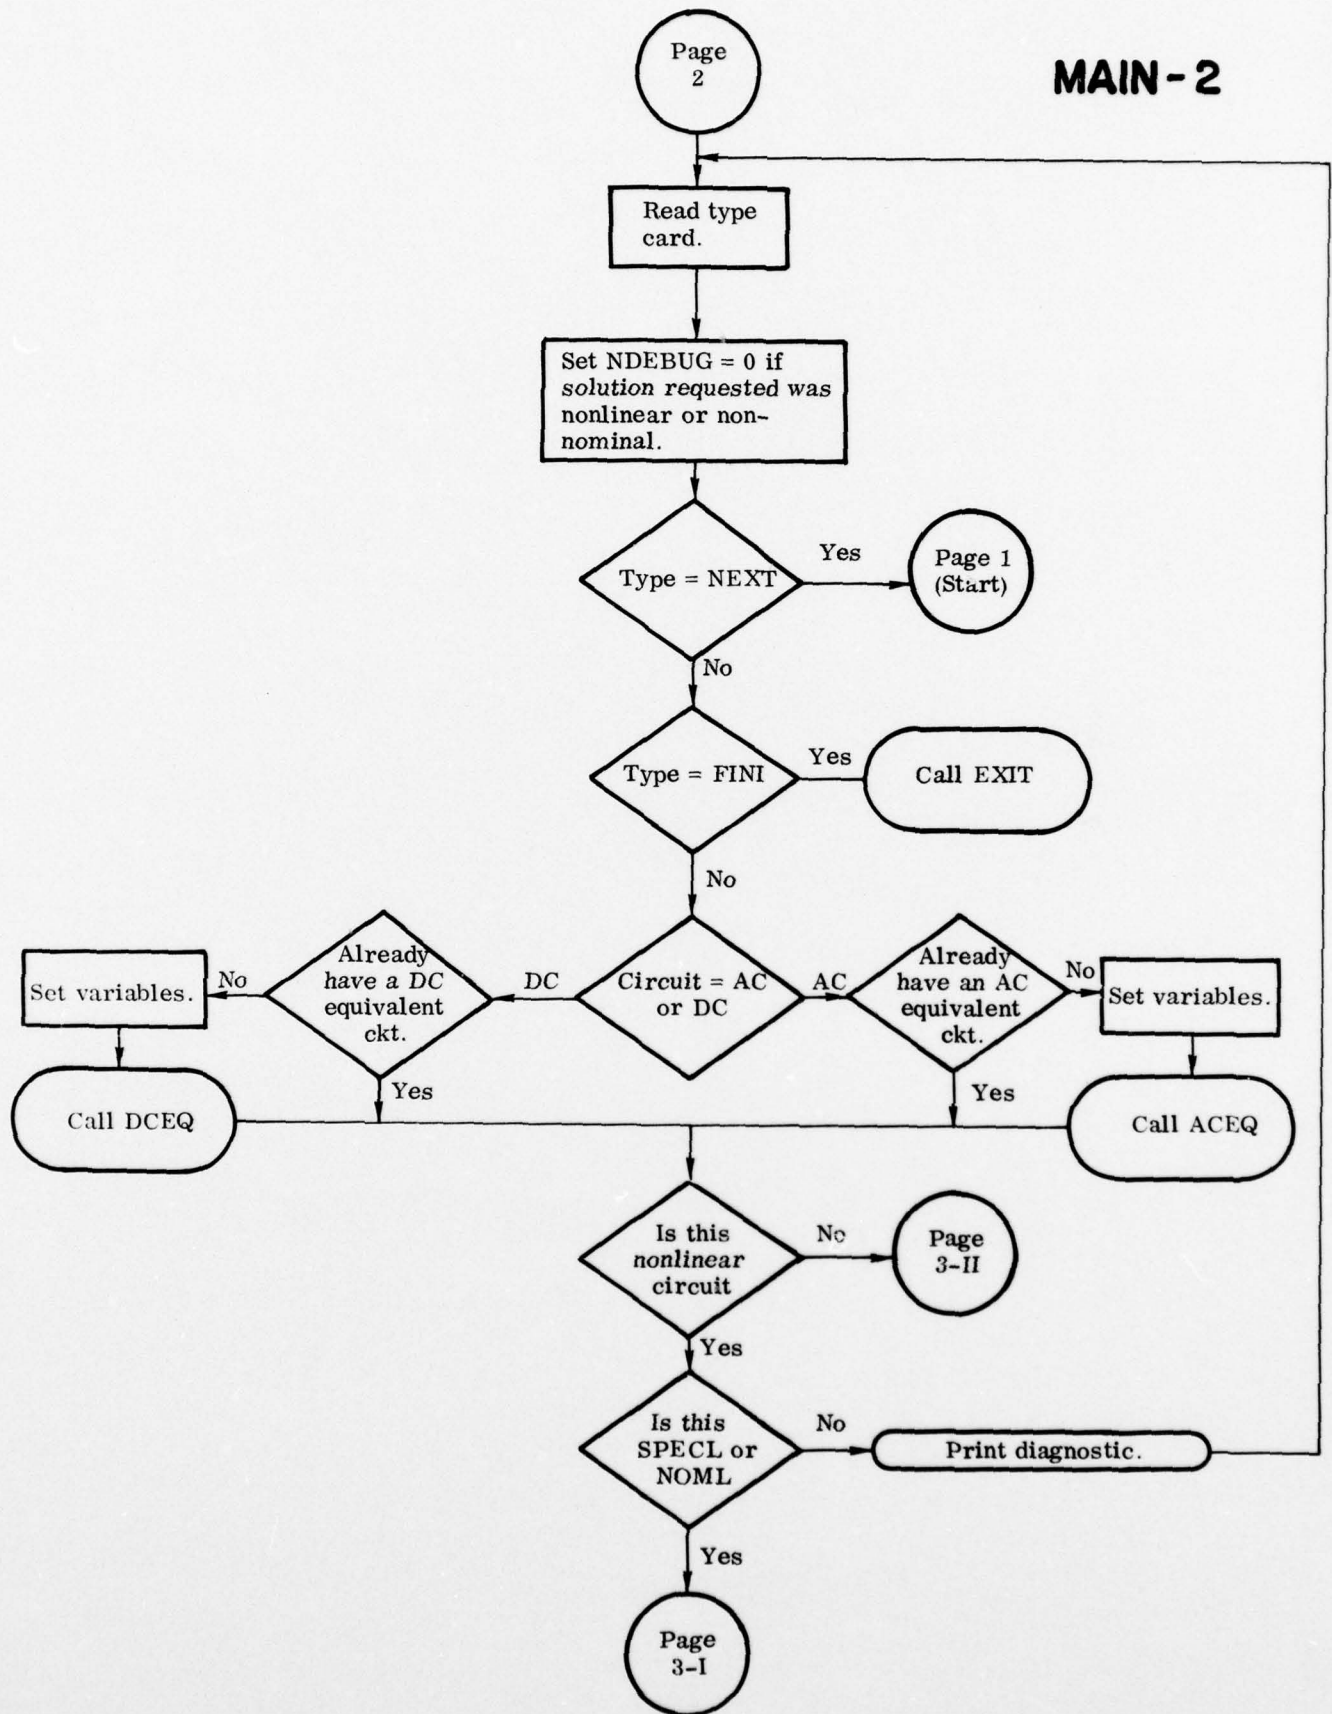 Page
2
MAIN-2
Read type
card.
Set NDEBUG = 0 if
solution requested was
nonlinear or non-
nominal.
Type = NEXT
Yes
Page 1
(Start)
No
Type = FINI
Yes
Call EXIT
No
Set variables.
No
Already
have a DC
equivalent
ckt.
DC
Circuit = AC
or DC
AC
Already
have an AC
equivalent
ckt.
No
Set variables.
Yes
Yes
Call DCEQ
Call ACEQ
Is this
nonlinear
circuit
No
Page
3-II
Yes
Is this
SPECL or
NOML
No
Print diagnostic.
Yes
Page
3-I